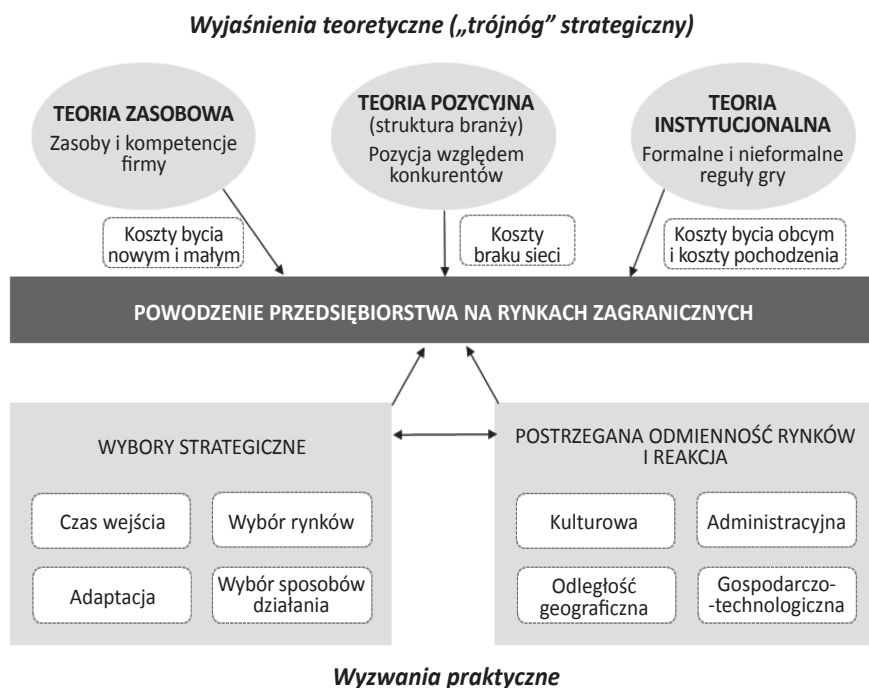 Wyjaśnienia teoretyczne („trójnóg” strategiczny)
TEORIA ZASOBOWA
Zasoby i kompetencje
firmy
TEORIA POZYCYJNA
(struktura branży)
Pozycja względem
konkurentów
TEORIA
INSTYTUCJONALNA
Formalne i nieformalne
reguły gry
Koszty bycia
nowym i małym
Koszty
braku sieci
Koszty bycia obcym
i koszty pochodzenia
POWODZENIE PRZEDSIĘBIORSTWA NA RYNKACH ZAGRANICZNYCH
WYBORY STRATEGICZNE
Czas wejścia
Wybór rynków
Adaptacja
Wybór sposobów
działania
POSTRZEGANA ODMIENNOŚĆ RYNKÓW
I REAKCJA
Kulturowa
Administracyjna
Odległość
geograficzna
Gospodarczo-
-technologiczna
Wyzwania praktyczne